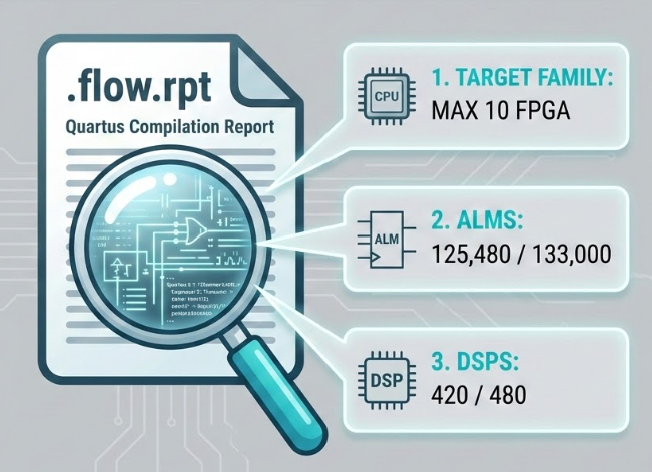 .flow.rpt
Quartus Compilation Report
CPU
1. TARGET FAMILY:
MAX 10 FPGA
ALM
2. ALMS:
125,480 / 133,000
DSP
3. DSPS:
420 / 480